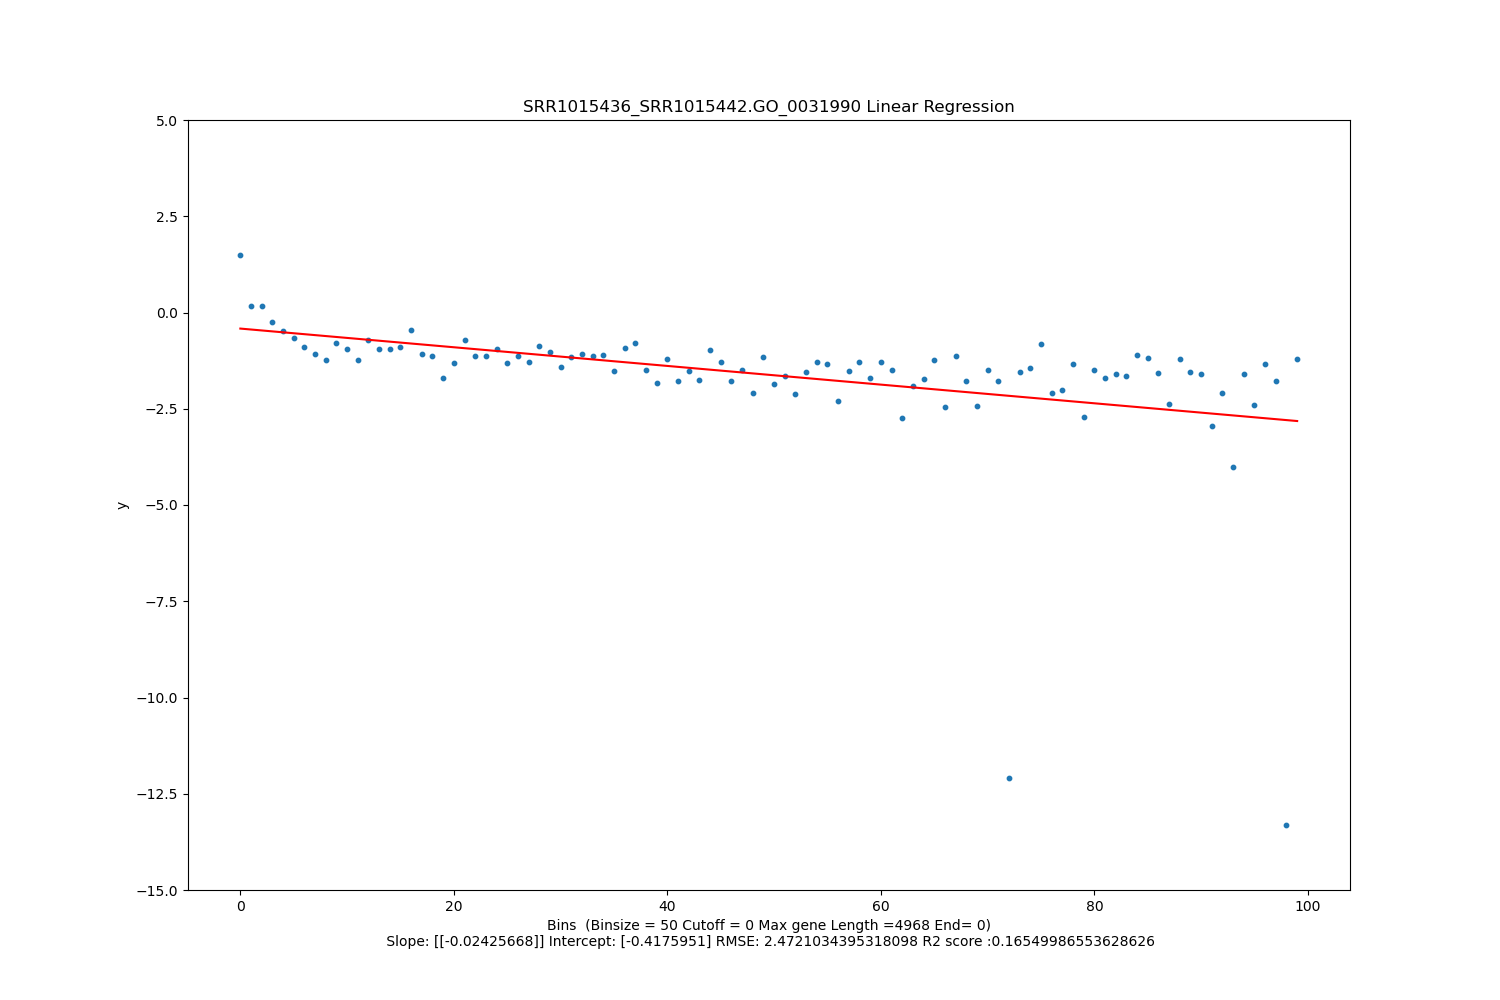 SRR1015436_SRR1015442.GO_0031990 Linear Regression
5.0
2.5
0.0
−2.5
−5.0
−7.5
−10.0
−12.5
−15.0
y
0 20 40 60 80 100
Bins  (Binsize = 50 Cutoff = 0 Max gene Length =4968 End= 0)
Slope: [[-0.02425668]] Intercept: [-0.4175951] RMSE: 2.4721034395318098 R2 score :0.16549986553628626